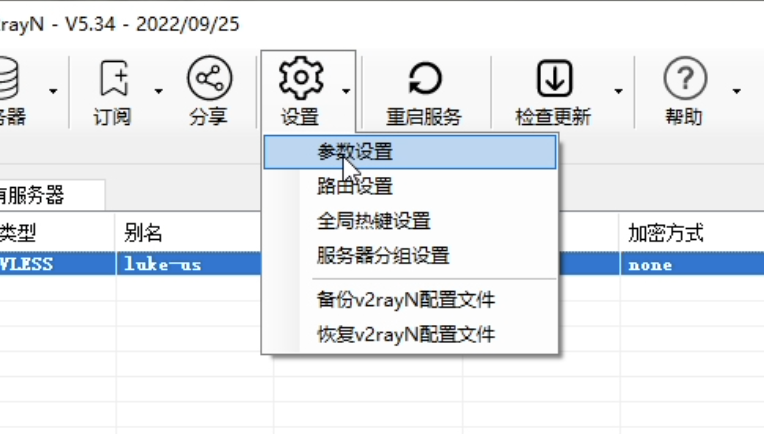 rayN - V5.34 - 2022/09/25
务器
订阅
分享
设置
重启服务
检查更新
帮助
参数设置
路由设置
全局热键设置
服务器分组设置
备份v2rayN配置文件
恢复v2rayN配置文件
有服务器
类型
别名
加密方式
VLESS
luke-us
none